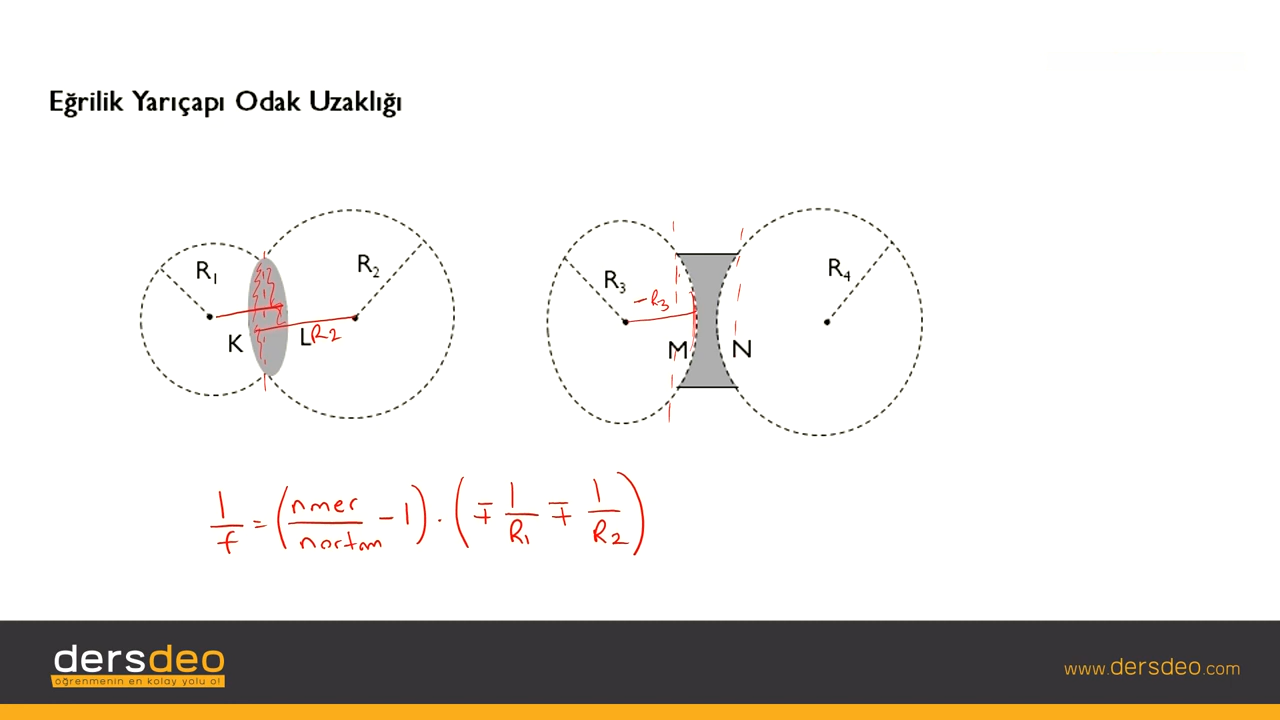 Eğrilik Yarıçapı Odak Uzaklığı
R1
R2
R3
R4
-R3
K
LR2
M
N
1/f = (nmer/nortam - 1) . (∓ 1/R1 ∓ 1/R2)
dersdeo
öğrenmenin en kolay yolu o!
www.dersdeo.com